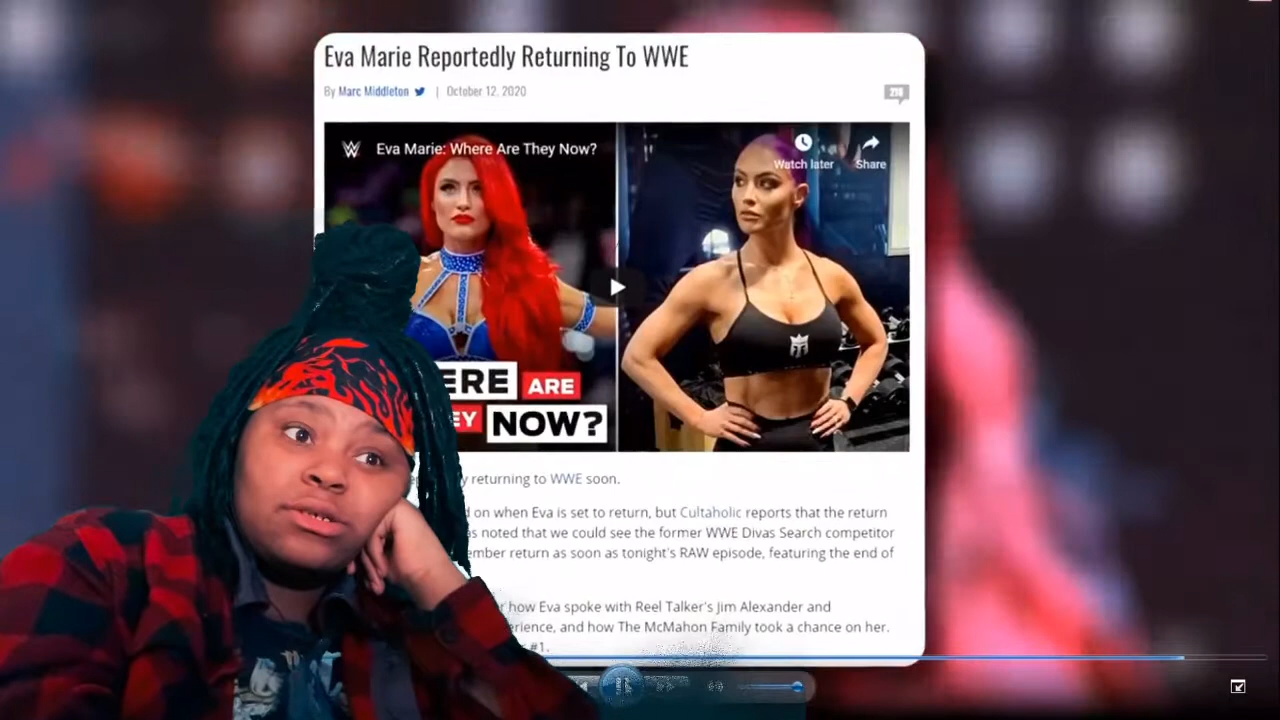 Eva Marie Reportedly Returning To WWE
By Marc Middleton | October 12, 2020
W Eva Marie: Where Are They Now?
Watch later Share
ERE ARE
EY NOW?
y returning to WWE soon.
d on when Eva is set to return, but Cultaholic reports that the return
as noted that we could see the former WWE Divas Search competitor
ember return as soon as tonight's RAW episode, featuring the end of
how Eva spoke with Reel Talker's Jim Alexander and
erience, and how The McMahon Family took a chance on her.
#1.